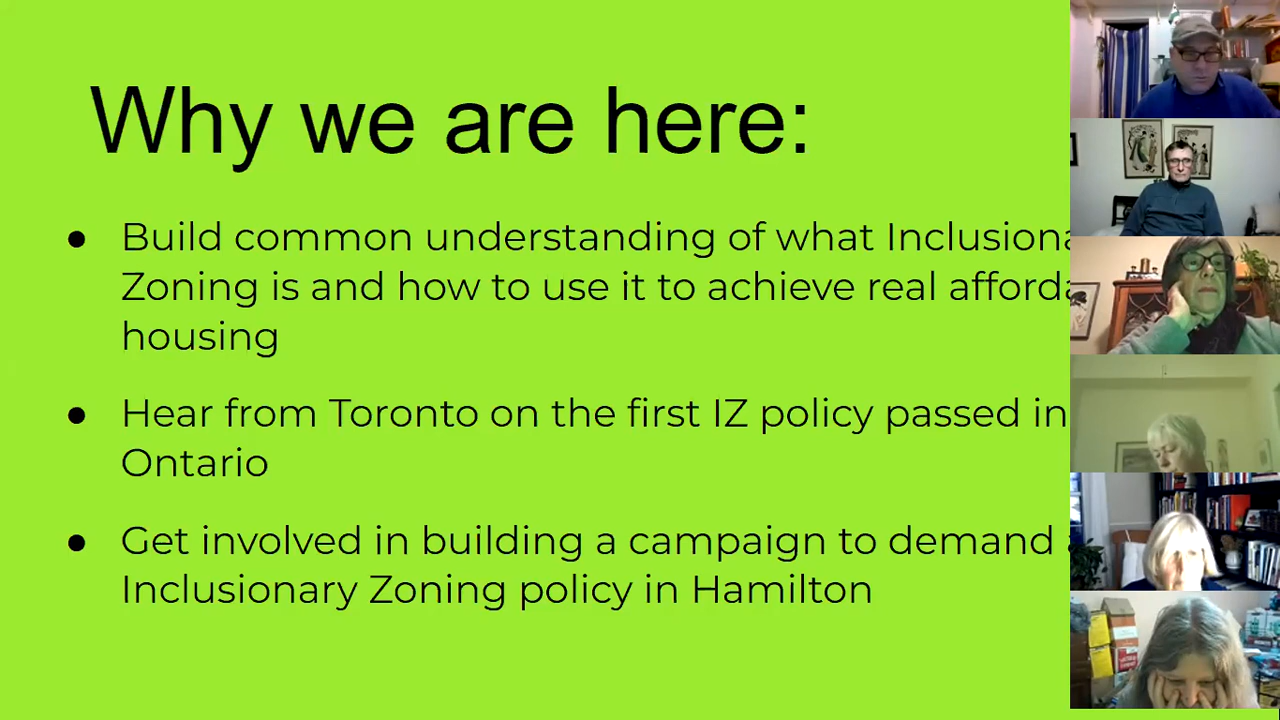 Why we are here:
● Build common understanding of what Inclusiona
Zoning is and how to use it to achieve real afforda
housing
● Hear from Toronto on the first IZ policy passed in
Ontario
● Get involved in building a campaign to demand
Inclusionary Zoning policy in Hamilton